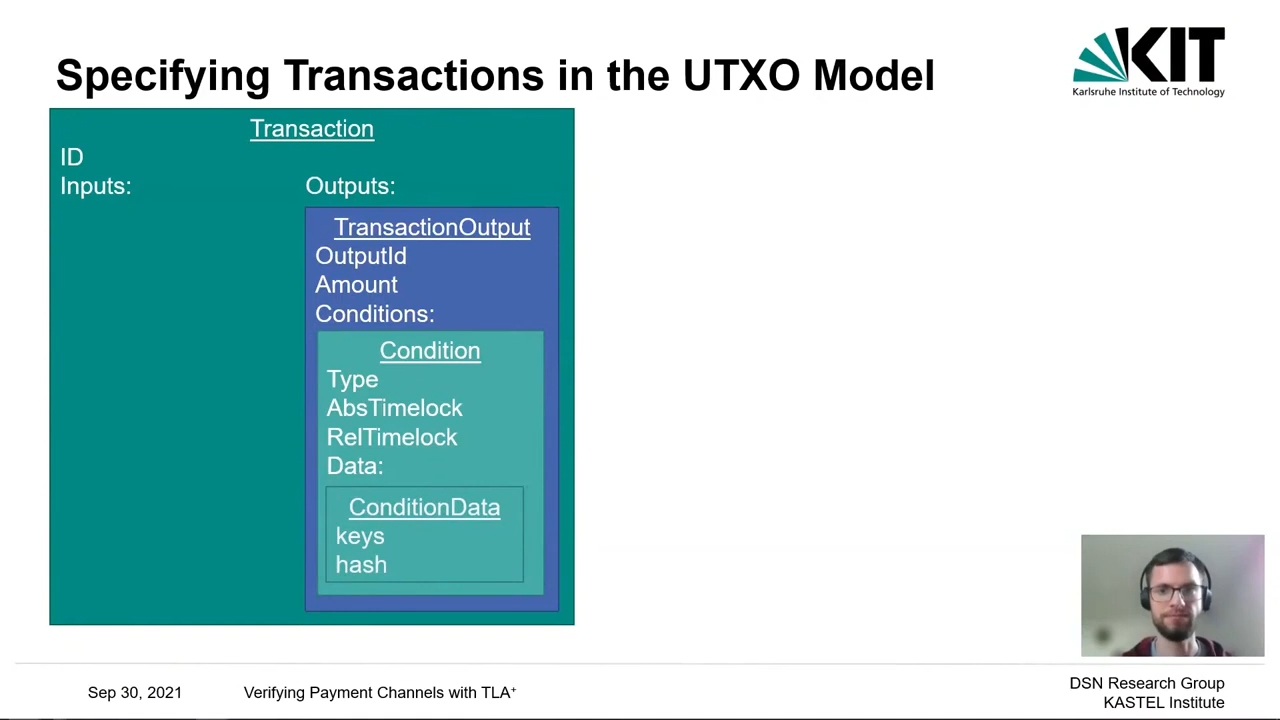 Specifying Transactions in the UTXO Model
KIT
Karlsruhe Institute of Technology
Transaction
ID
Inputs:
Outputs:
TransactionOutput
OutputId
Amount
Conditions:
Condition
Type
AbsTimelock
RelTimelock
Data:
ConditionData
keys
hash
Sep 30, 2021
Verifying Payment Channels with TLA⁺
DSN Research Group
KASTEL Institute